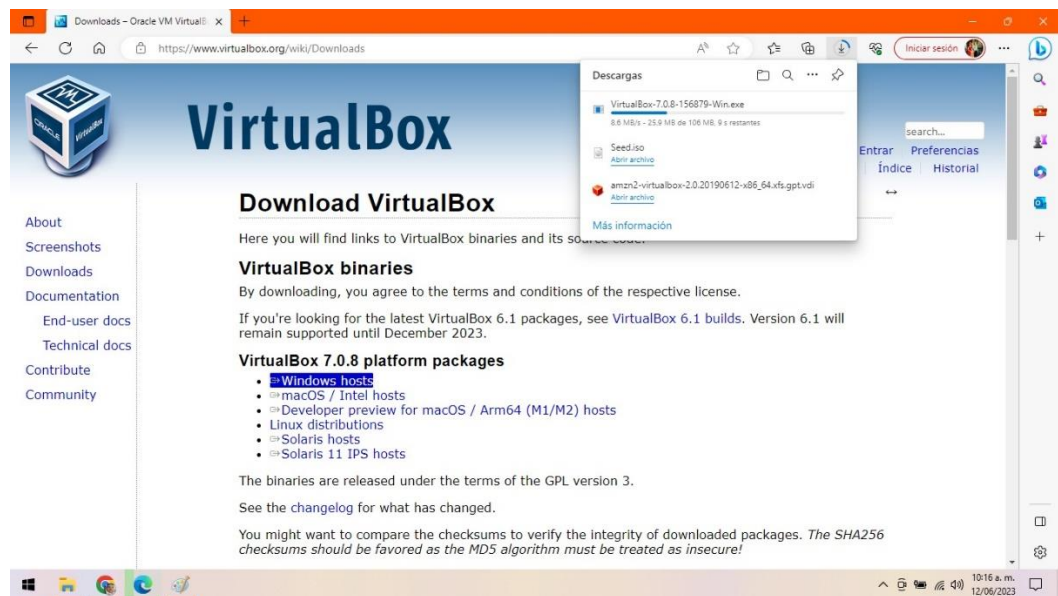 Downloads – Oracle VM VirtualB
https://www.virtualbox.org/wiki/Downloads
Iniciar sesión
Descargas
VirtualBox-7.0.8-156879-Win.exe
8.6 MB/s – 25.9 MB de 106 MB, 9 s restantes
Seed.iso
Abrir archivo
amzn2-virtualbox-2.0.20190612-x86_64.xfs.gpt.vdi
Abrir archivo
Más información
ORACLE
VirtualBox
VirtualBox
search...
Entrar Preferencias
Índice Historial
About
Screenshots
Downloads
Documentation
End-user docs
Technical docs
Contribute
Community
Download VirtualBox
Here you will find links to VirtualBox binaries and its source code.
VirtualBox binaries
By downloading, you agree to the terms and conditions of the respective license.
If you're looking for the latest VirtualBox 6.1 packages, see VirtualBox 6.1 builds. Version 6.1 will
remain supported until December 2023.
VirtualBox 7.0.8 platform packages
Windows hosts
macOS / Intel hosts
Developer preview for macOS / Arm64 (M1/M2) hosts
Linux distributions
Solaris hosts
Solaris 11 IPS hosts
The binaries are released under the terms of the GPL version 3.
See the changelog for what has changed.
You might want to compare the checksums to verify the integrity of downloaded packages. The SHA256
checksums should be favored as the MD5 algorithm must be treated as insecure!
10:16 a. m.
12/06/2023